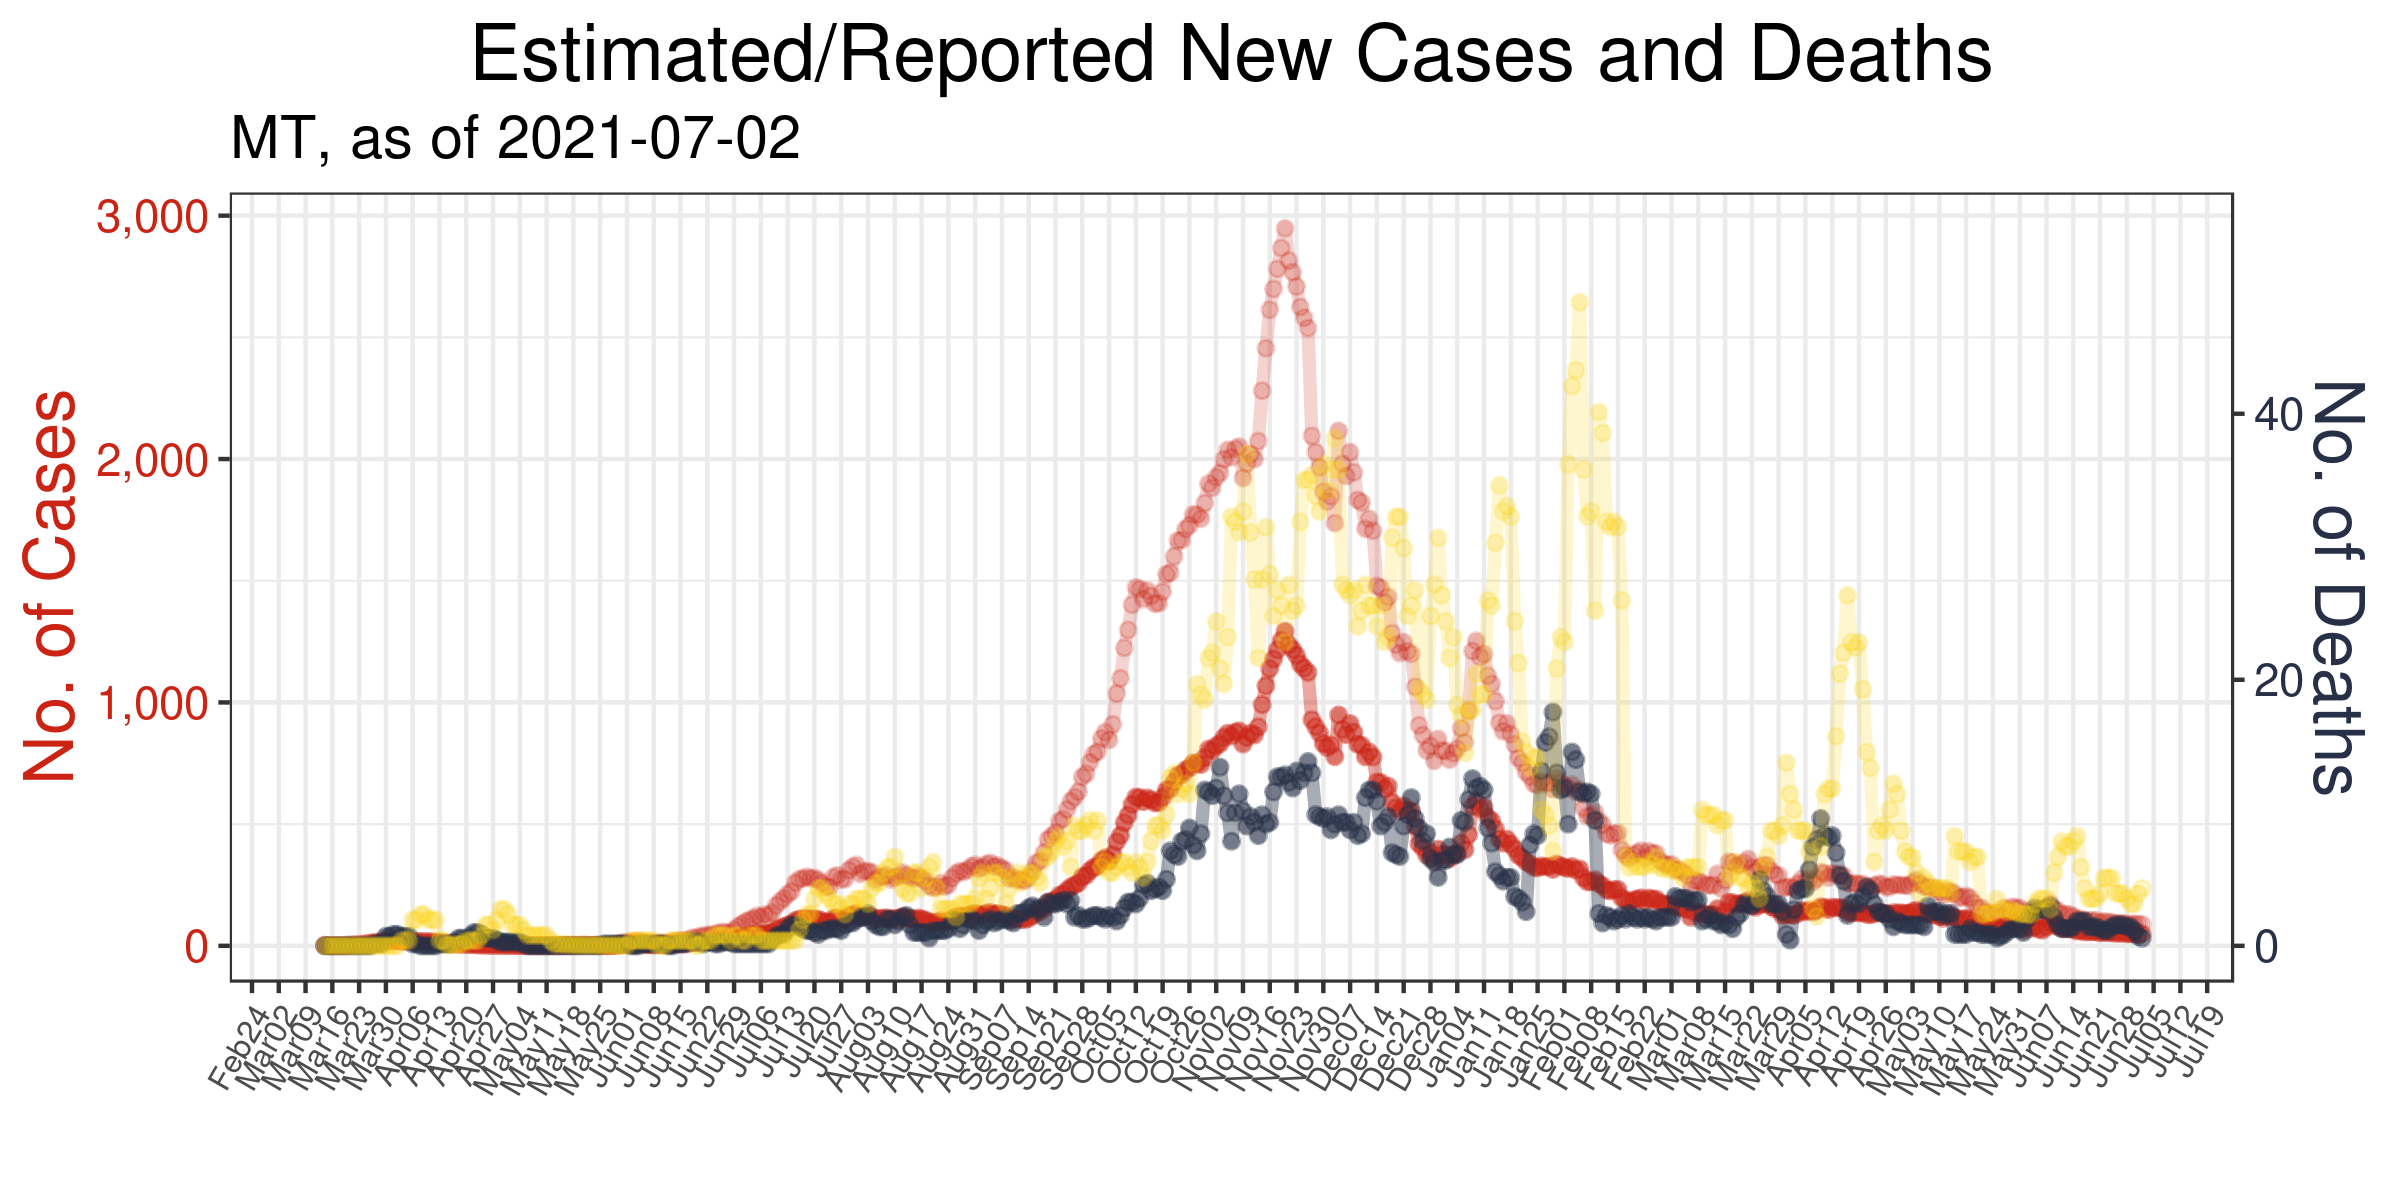 Estimated/Reported New Cases and Deaths
MT, as of 2021-07-02
No. of Cases
3,000
2,000
1,000
0
40
20
0
No. of Deaths
Feb24
Mar02
Mar09
Mar16
Mar23
Mar30
Apr06
Apr13
Apr20
Apr27
May04
May11
May18
May25
Jun01
Jun08
Jun15
Jun22
Jun29
Jul06
Jul13
Jul20
Jul27
Aug03
Aug10
Aug17
Aug24
Aug31
Sep07
Sep14
Sep21
Sep28
Oct05
Oct12
Oct19
Oct26
Nov02
Nov09
Nov16
Nov23
Nov30
Dec07
Dec14
Dec21
Dec28
Jan04
Jan11
Jan18
Jan25
Feb01
Feb08
Feb15
Feb22
Mar01
Mar08
Mar15
Mar22
Mar29
Apr05
Apr12
Apr19
Apr26
May03
May10
May17
May24
May31
Jun07
Jun14
Jun21
Jun28
Jul05
Jul12
Jul19